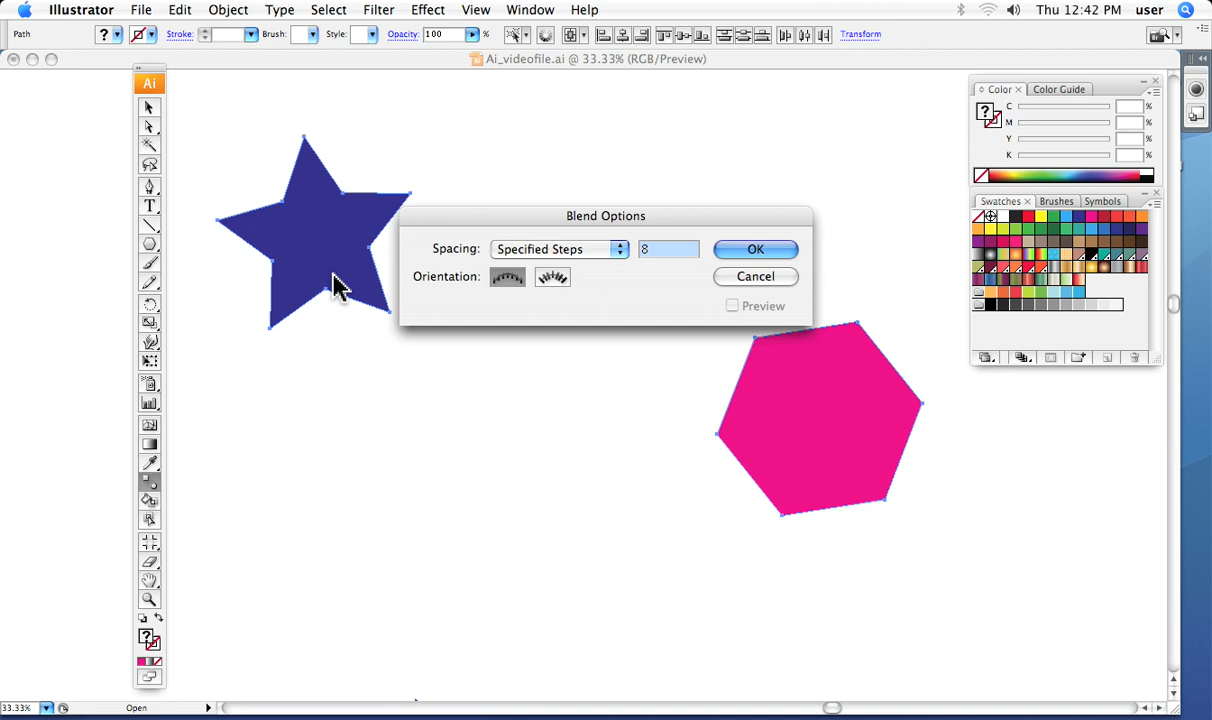 Illustrator File Edit Object Type Select Filter Effect View Window Help Thu 12:42 PM user
Path ? Stroke: Brush: Style: Opacity: 100 % Transform
Ai_videofile.ai @ 33.33% (RGB/Preview)
Ai
Color Color Guide
? C %
M %
Y %
K %
Swatches Brushes Symbols
Blend Options
Spacing: Specified Steps 8 OK
Orientation: Cancel
Preview
T
?
33.33% Open